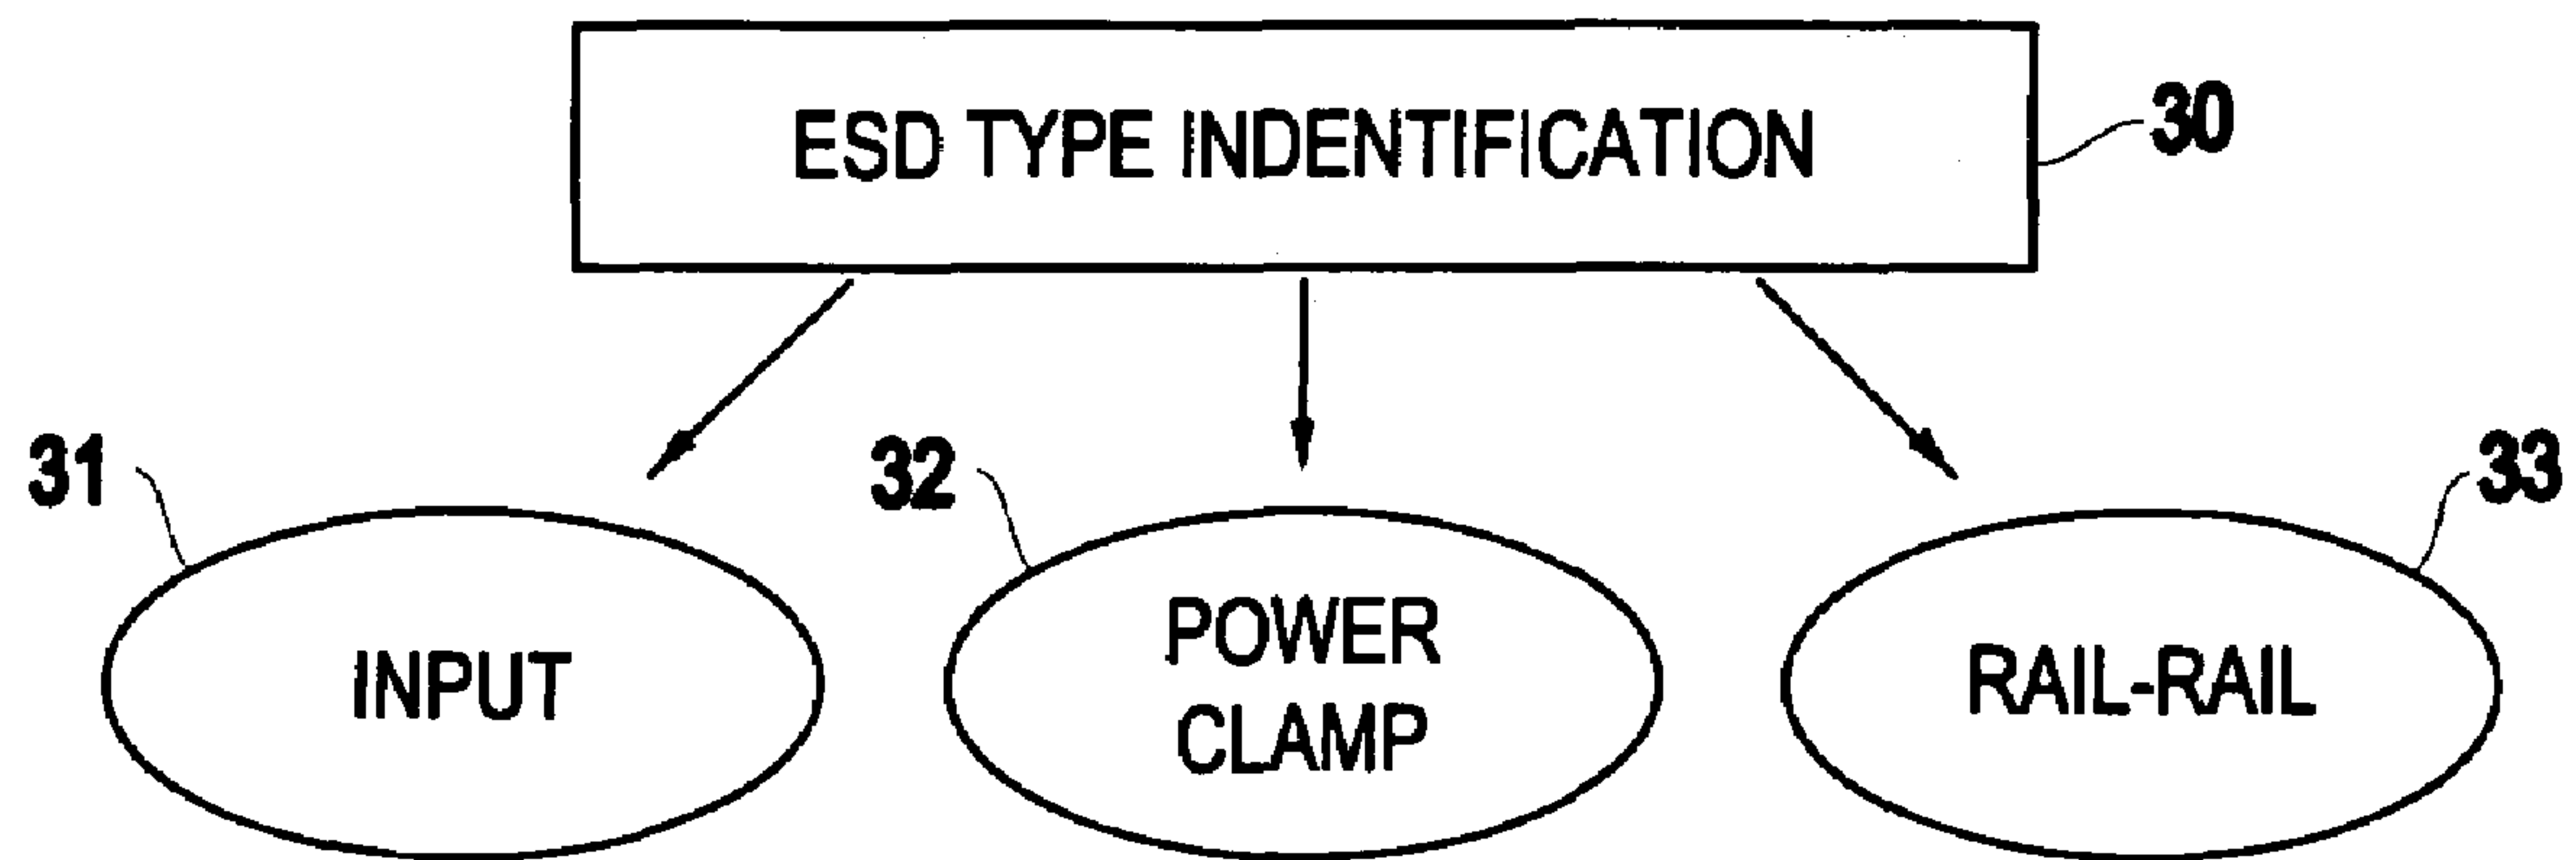 ESD TYPE INDENTIFICATION
30
31
32
33
INPUT
POWER
CLAMP
RAIL-RAIL